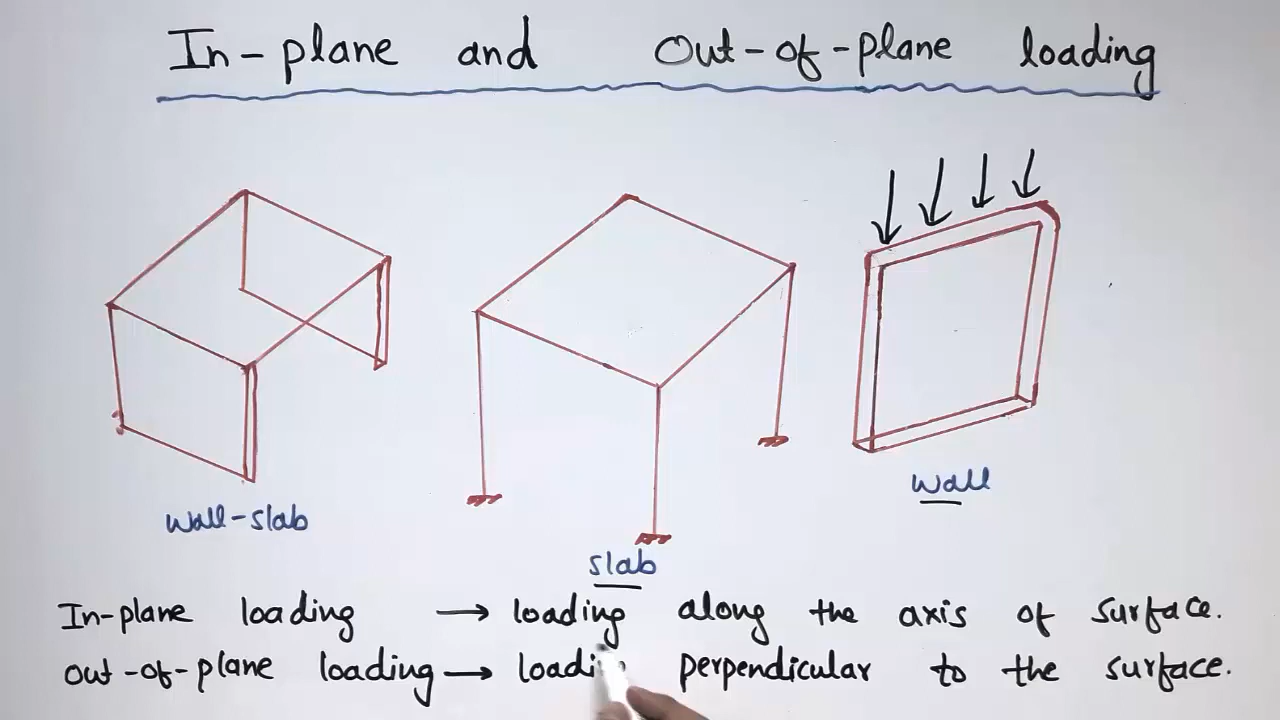 In-plane and Out-of-plane loading
Wall-slab
slab
Wall
In-plane loading → loading along the axis of surface.
Out-of-plane loading → loadi perpendicular to the surface.